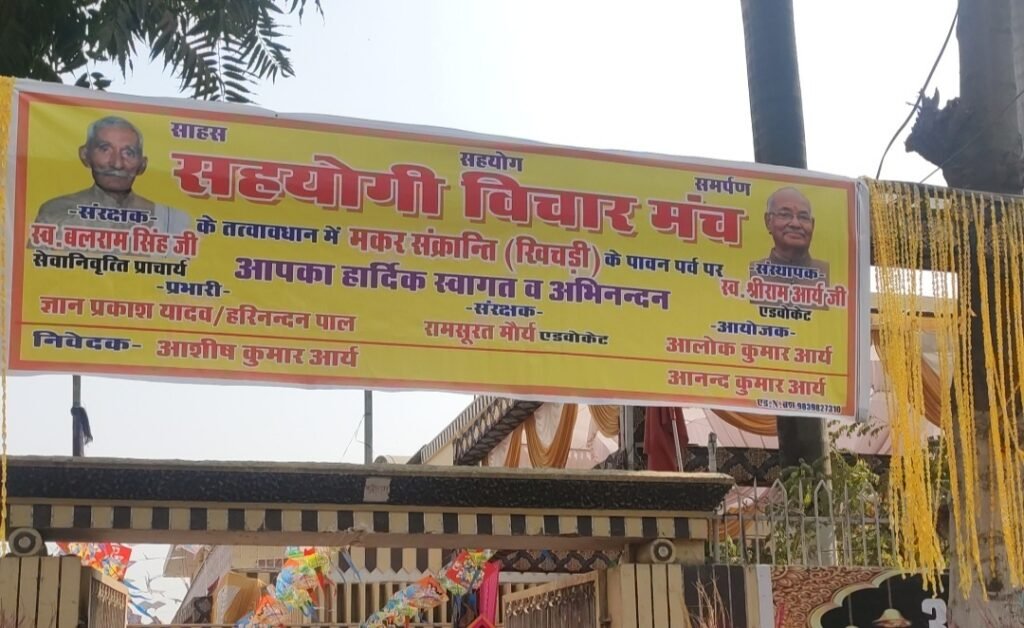 साहस
सहयोग
समर्पण
सहयोगी विचार मंच
-संरक्षक-
स्व. बलराम सिंह जी
सेवानिवृत्ति प्राचार्य
के तत्वावधान में मकर संक्रान्ति (खिचड़ी) के पावन पर्व पर
आपका हार्दिक स्वागत व अभिनन्दन
-संस्थापक-
स्व. श्रीराम आर्य जी
एडवोकेट
-प्रभारी-
ज्ञान प्रकाश यादव/हरिनन्दन पाल
-संरक्षक-
रामसूरत मौर्य एडवोकेट
-आयोजक-
आलोक कुमार आर्य
आनन्द कुमार आर्य
निवेदक- आशीष कुमार आर्य
9839827310
3